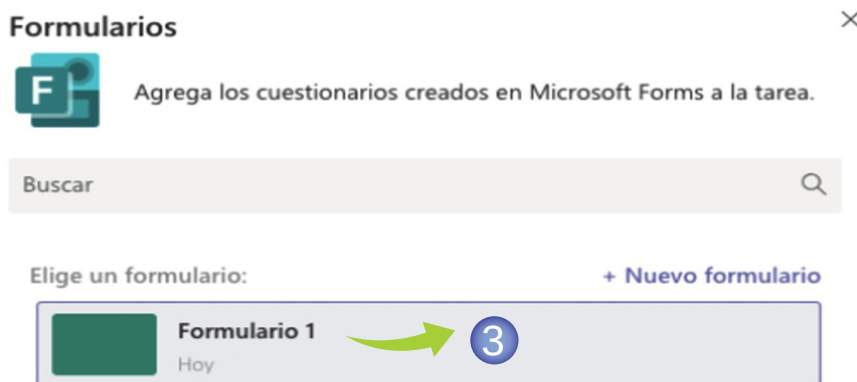 Formularios
F
Agrega los cuestionarios creados en Microsoft Forms a la tarea.
Buscar
Elige un formulario:
+ Nuevo formulario
Formulario 1
3
Hoy